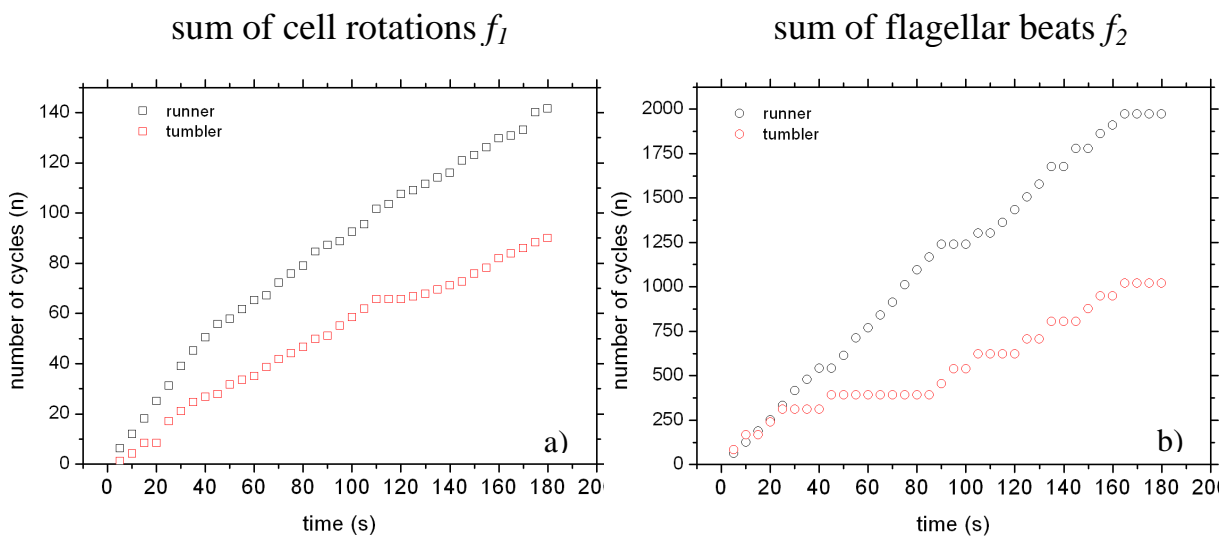 sum of cell rotations f1
sum of flagellar beats f2
runner
tumbler
number of cycles (n)
140
120
100
80
60
40
20
0
a)
0 20 40 60 80 100 120 140 160 180 20
time (s)
runner
tumbler
number of cycles (n)
2000
1750
1500
1250
1000
750
500
250
0
b)
0 20 40 60 80 100 120 140 160 180 200
time (s)